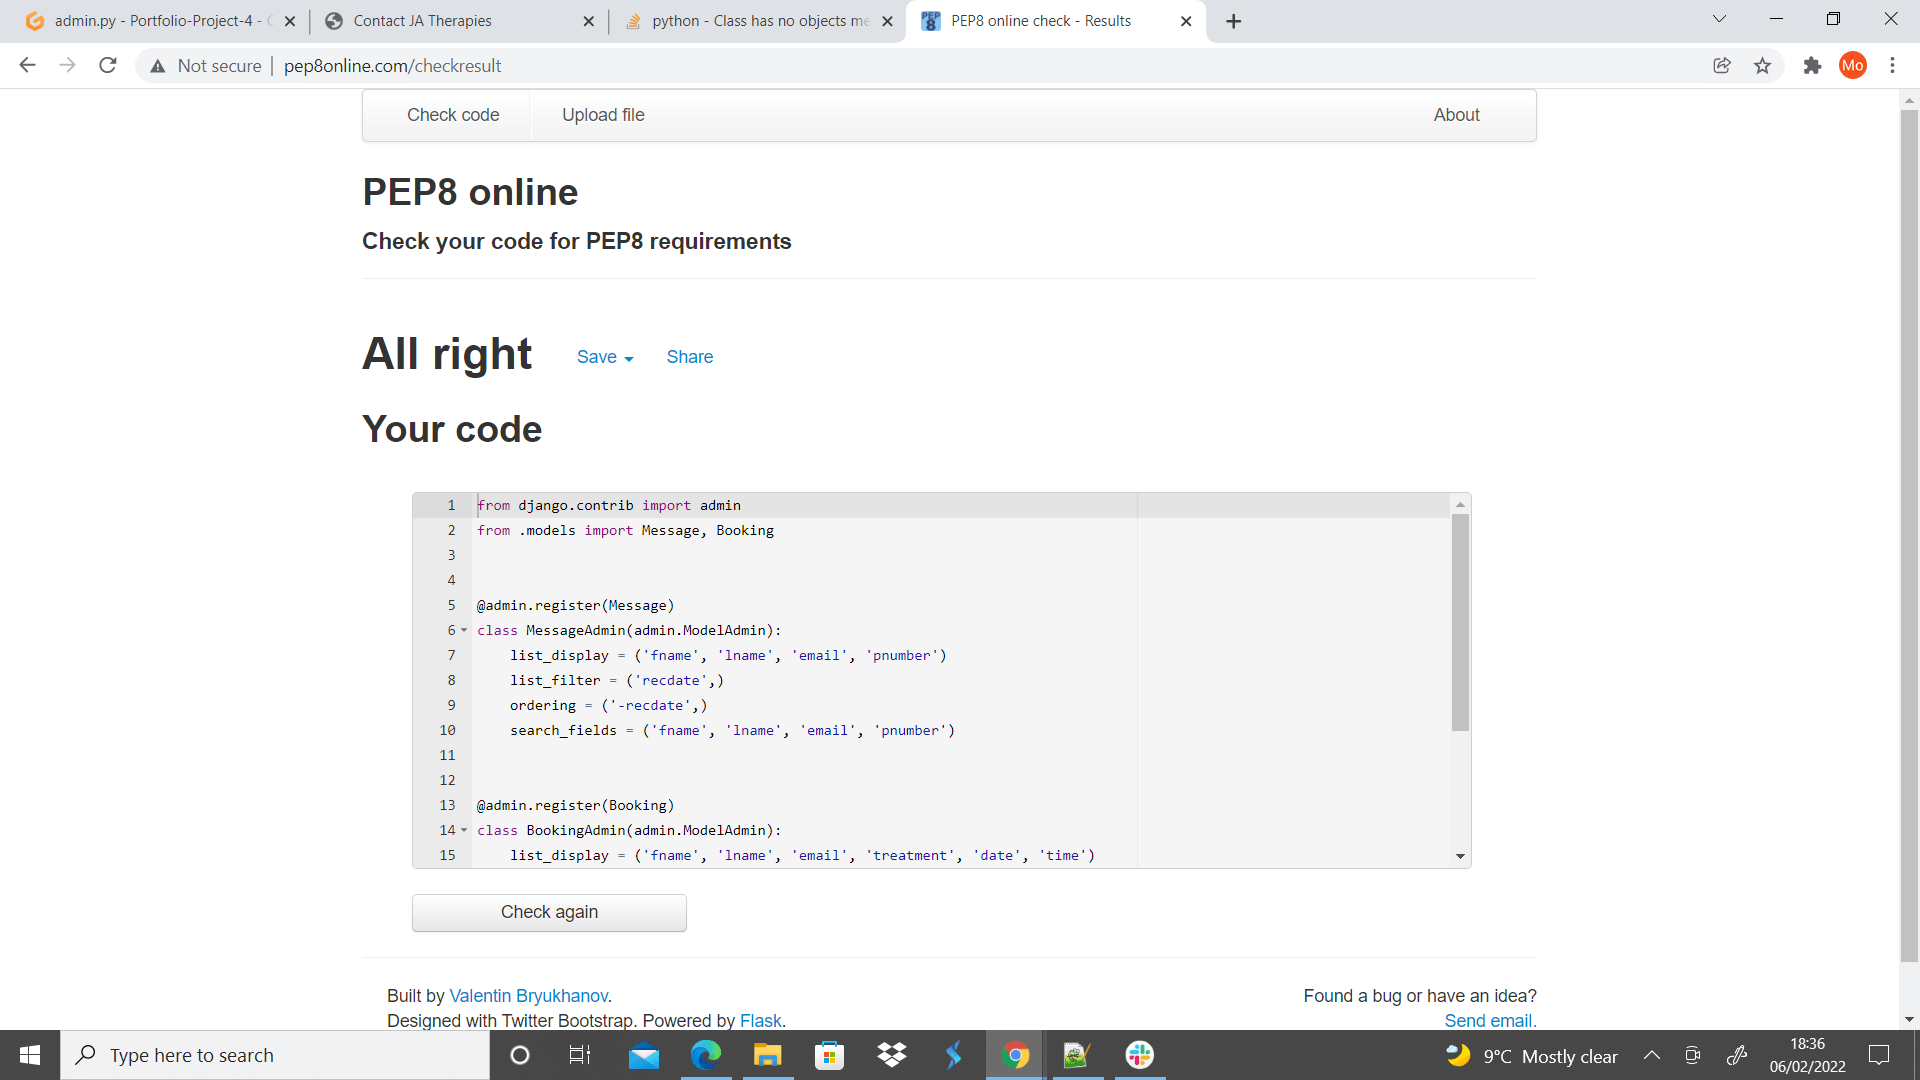 admin.py - Portfolio-Project-4 -
Contact JA Therapies
python - Class has no objects me
PEP8 online check - Results
Not secure
pep8online.com/checkresult
Mo
Check code
Upload file
About
PEP8 online
Check your code for PEP8 requirements
All right
Save
Share
Your code
1 from django.contrib import admin
2 from .models import Message, Booking
3
4
5 @admin.register(Message)
6 class MessageAdmin(admin.ModelAdmin):
7 list_display = ('fname', 'lname', 'email', 'pnumber')
8 list_filter = ('recdate',)
9 ordering = ('-recdate',)
10 search_fields = ('fname', 'lname', 'email', 'pnumber')
11
12
13 @admin.register(Booking)
14 class BookingAdmin(admin.ModelAdmin):
15 list_display = ('fname', 'lname', 'email', 'treatment', 'date', 'time')
Check again
Built by Valentin Bryukhanov.
Designed with Twitter Bootstrap. Powered by Flask.
Found a bug or have an idea?
Send email.
Type here to search
9°C Mostly clear
18:36
06/02/2022